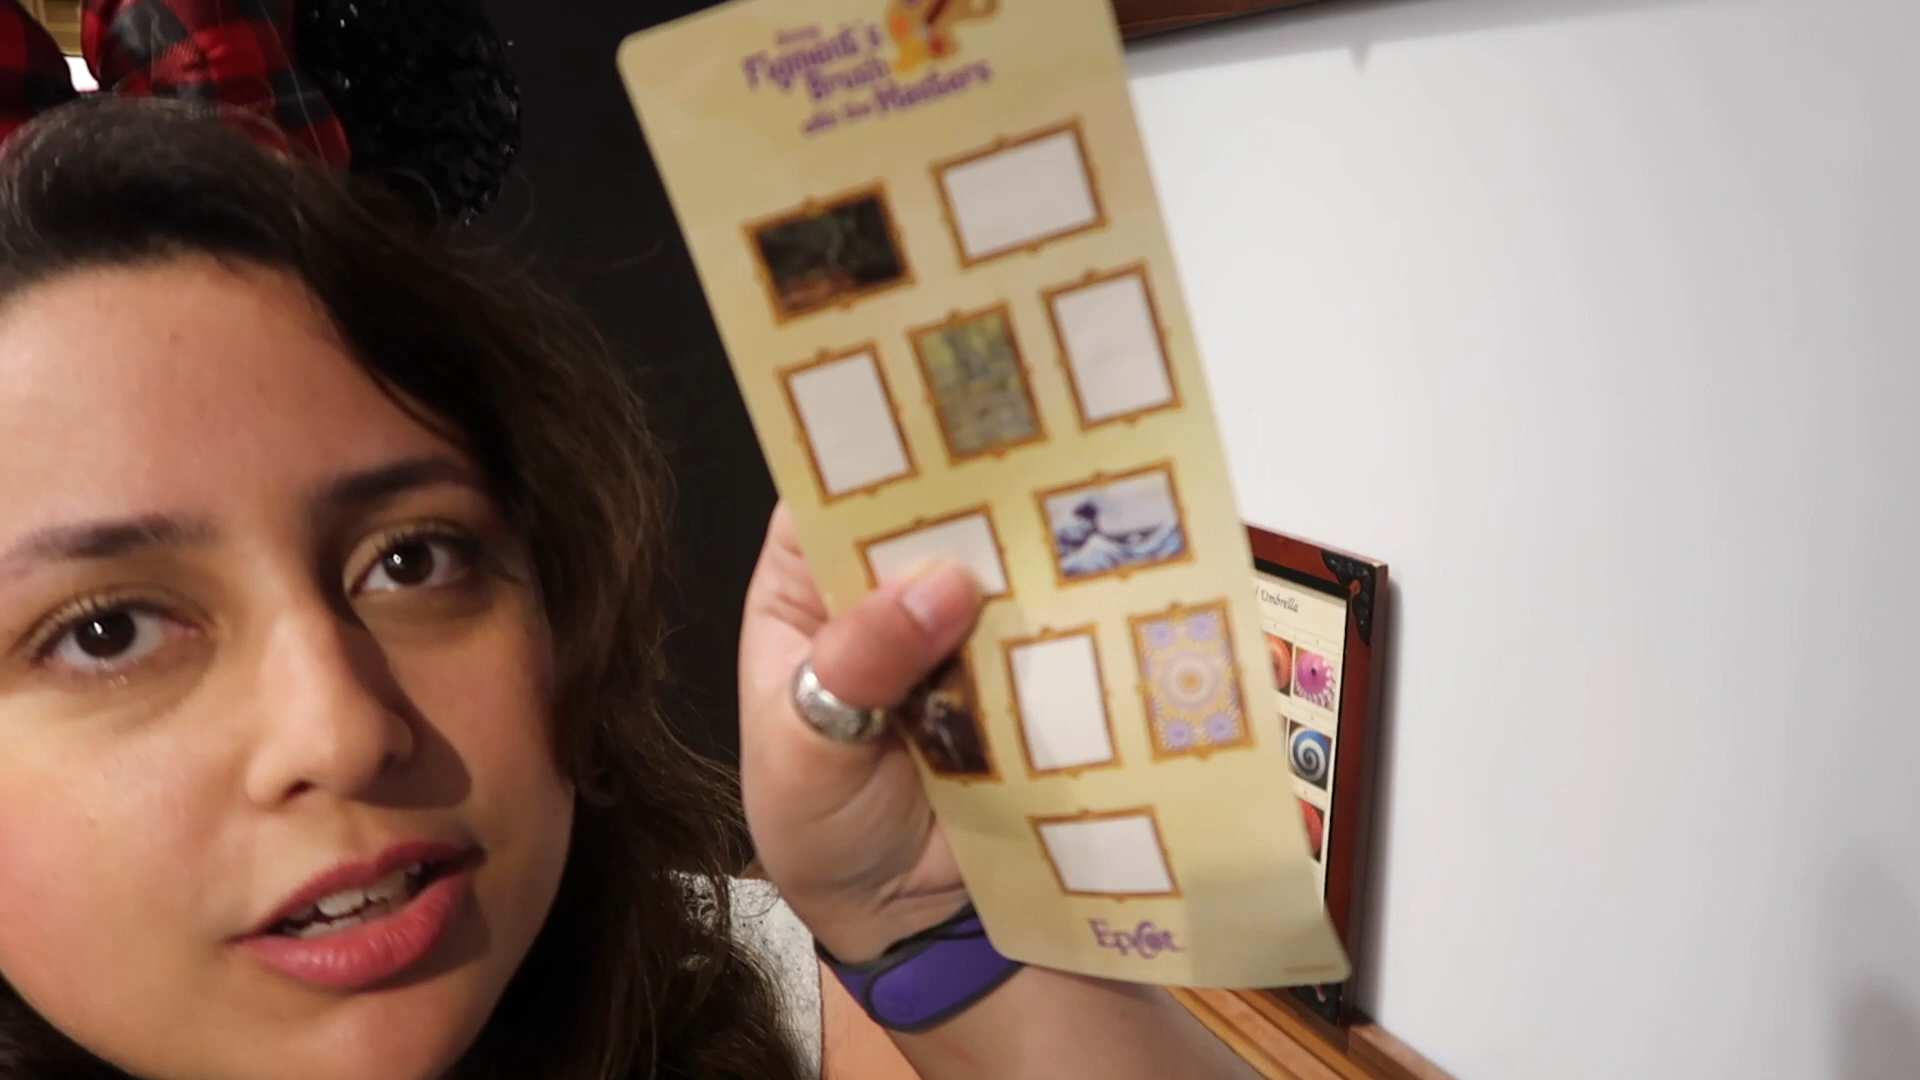 Figment's
Brush
with the Masters
Umbrella
Epcot